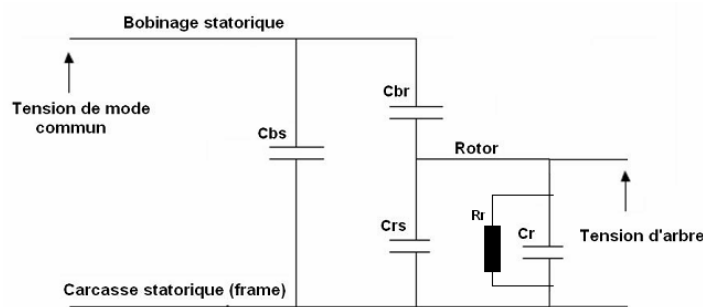 Bobinage statorique
Tension de mode
commun
Cbs
Cbr
Rotor
Crs
Rr
Cr
Tension d'arbre
Carcasse statorique (frame)